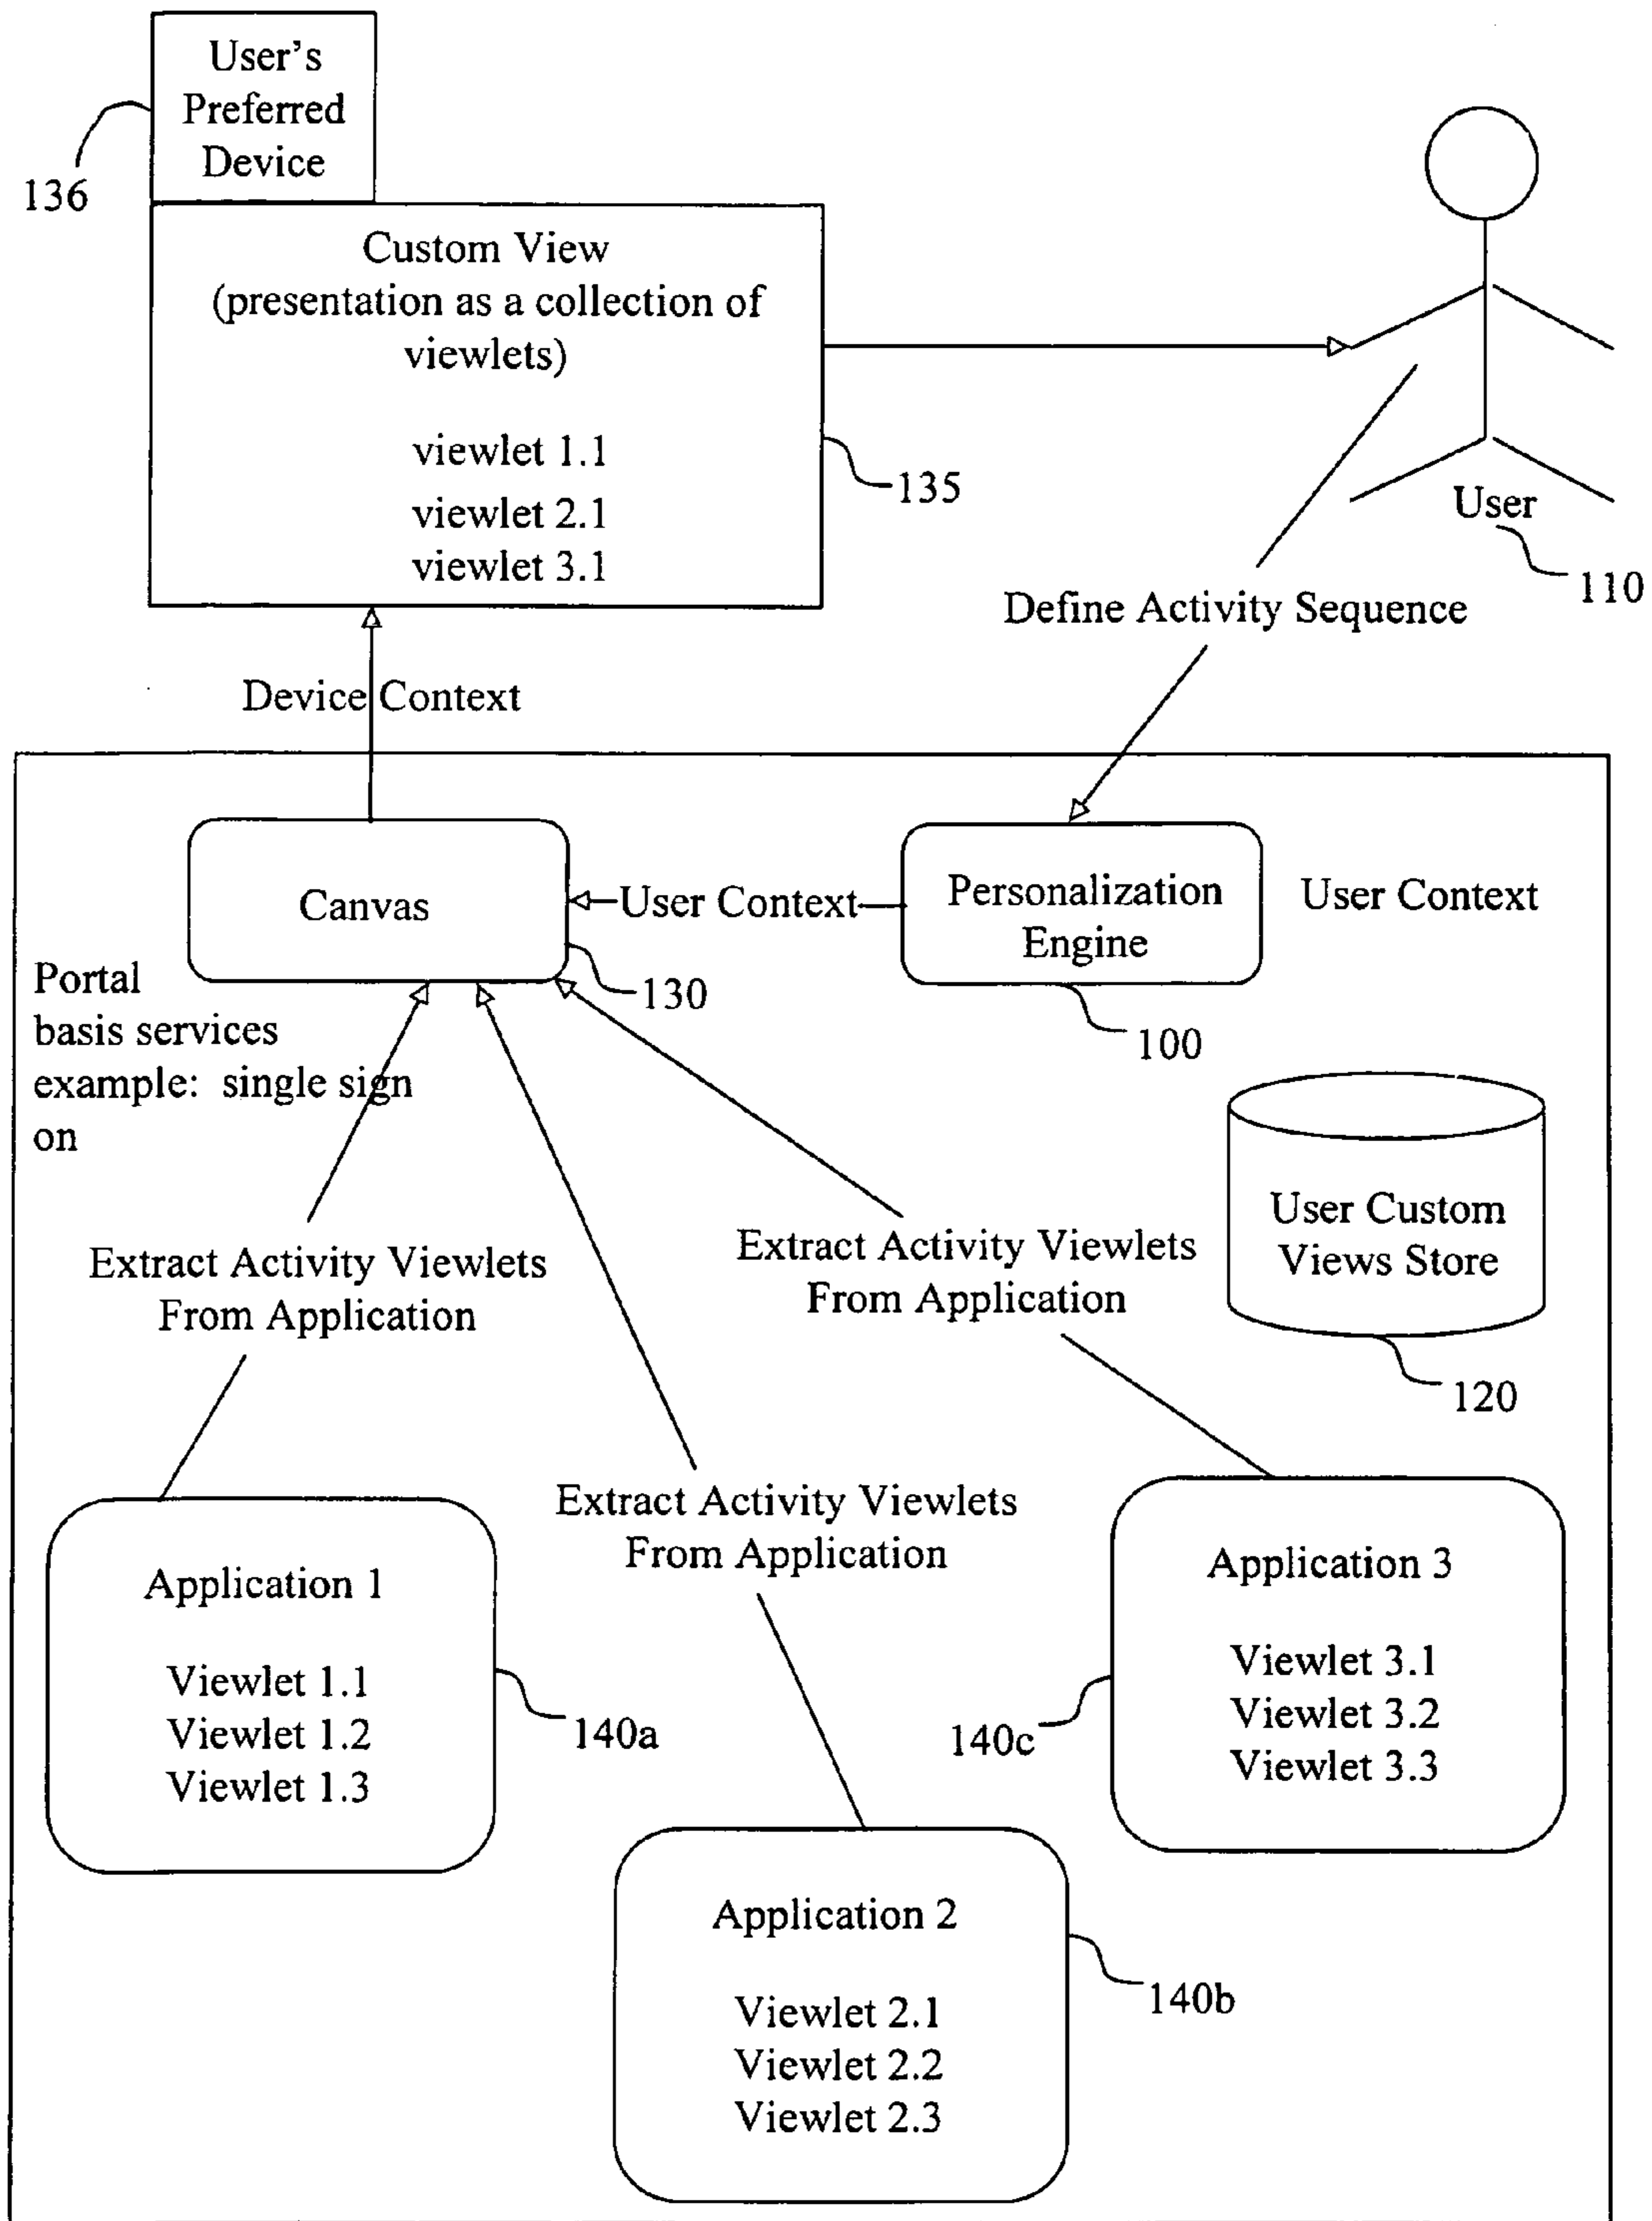 User's
Preferred
Device
136
Custom View
(presentation as a collection of
viewlets)
viewlet 1.1
viewlet 2.1
viewlet 3.1
135
User
110
Define Activity Sequence
Device Context
Canvas
User Context
Personalization
Engine
User Context
130
100
Portal
basis services
example: single sign
on
User Custom
Views Store
120
Extract Activity Viewlets
From Application
Extract Activity Viewlets
From Application
Extract Activity Viewlets
From Application
Application 1
Viewlet 1.1
Viewlet 1.2
Viewlet 1.3
140a
Application 3
Viewlet 3.1
Viewlet 3.2
Viewlet 3.3
140c
Application 2
Viewlet 2.1
Viewlet 2.2
Viewlet 2.3
140b